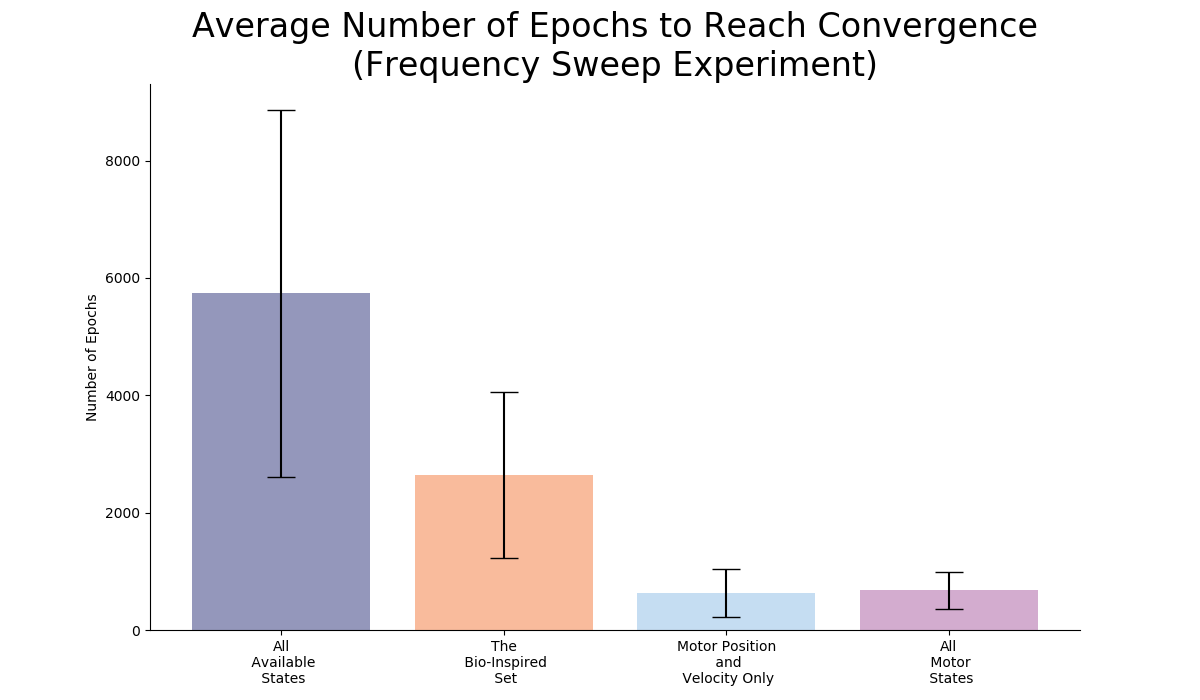 Average Number of Epochs to Reach Convergence
(Frequency Sweep Experiment)
8000
6000
4000
2000
0
Number of Epochs
All
Available
States
The
Bio-Inspired
Set
Motor Position
and
Velocity Only
All
Motor
States